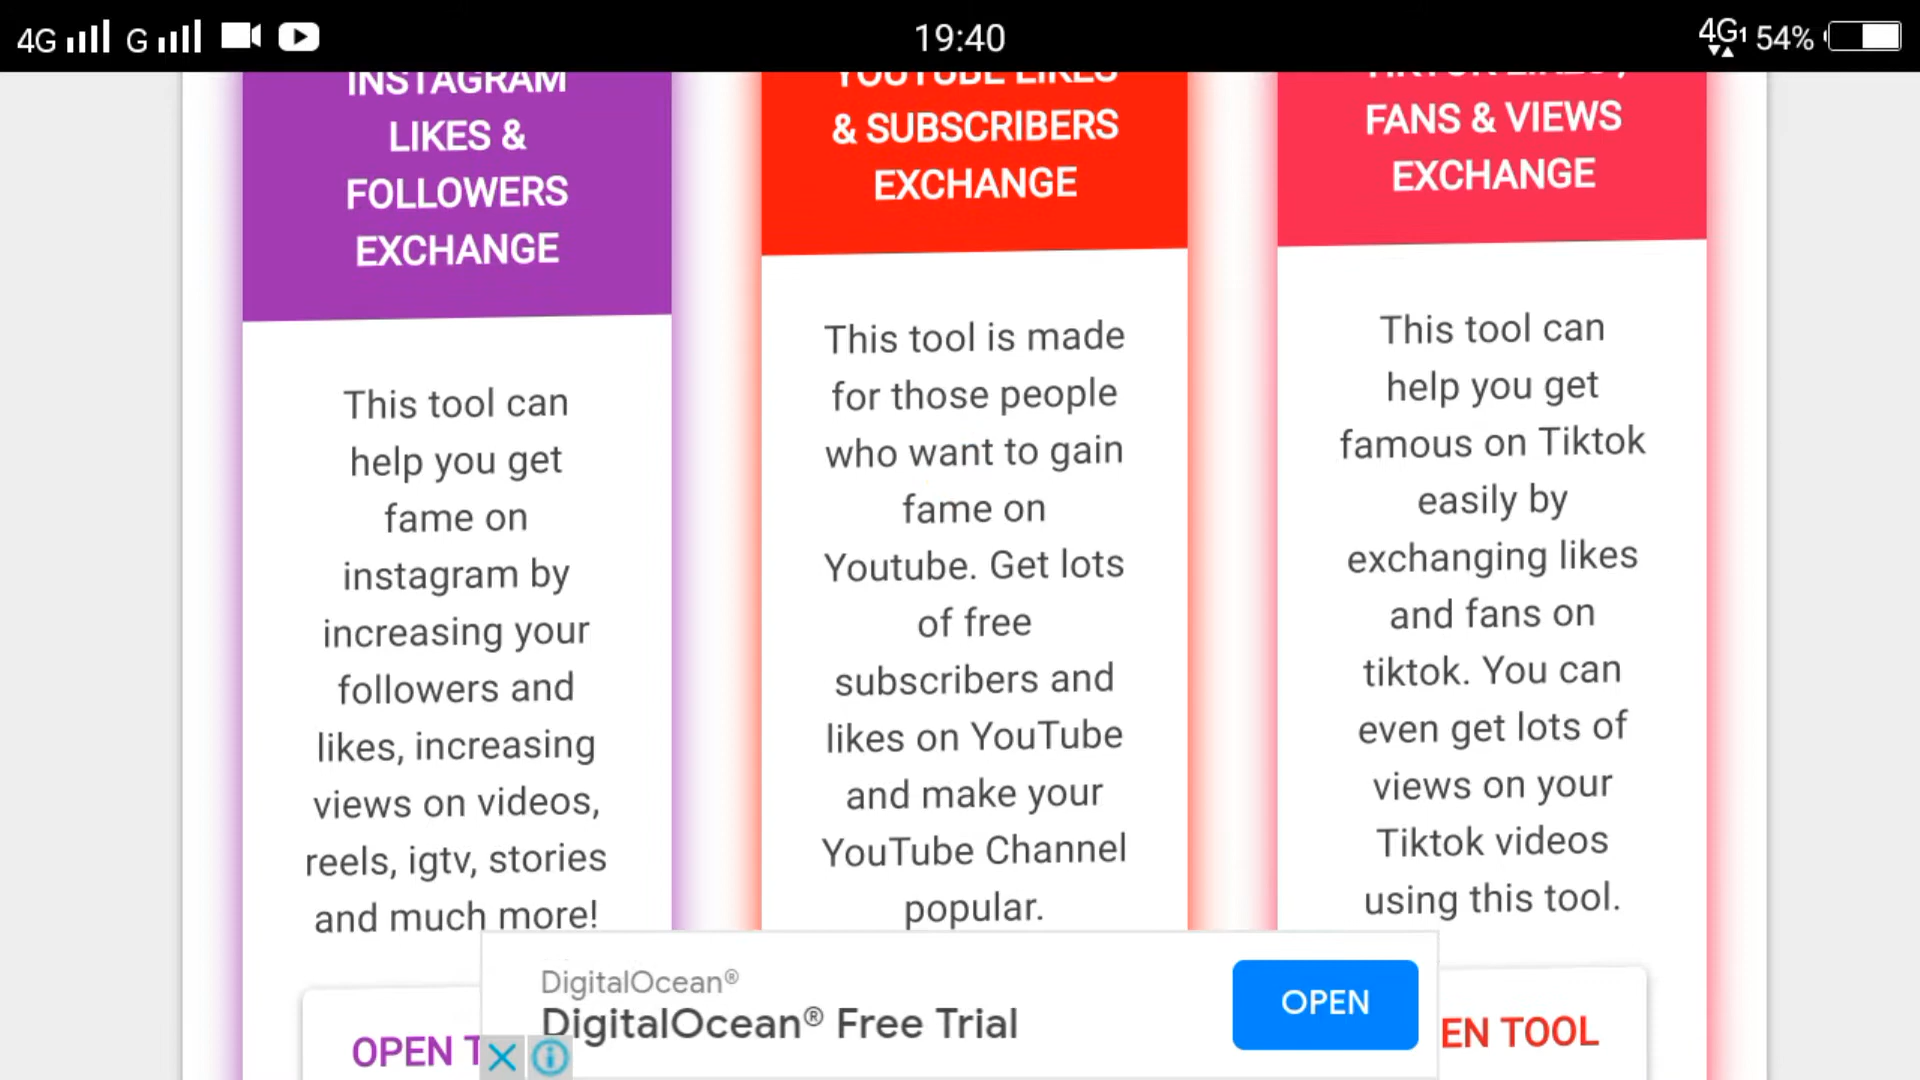 4G G 19:40 4G1 54%
INSTAGRAM
LIKES &
FOLLOWERS
EXCHANGE
This tool can
help you get
fame on
instagram by
increasing your
followers and
likes, increasing
views on videos,
reels, igtv, stories
and much more!
OPEN T
YOUTUBE LIKES
& SUBSCRIBERS
EXCHANGE
This tool is made
for those people
who want to gain
fame on
Youtube. Get lots
of free
subscribers and
likes on YouTube
and make your
YouTube Channel
popular.
TIKTOK LIKES ,
FANS & VIEWS
EXCHANGE
This tool can
help you get
famous on Tiktok
easily by
exchanging likes
and fans on
tiktok. You can
even get lots of
views on your
Tiktok videos
using this tool.
EN TOOL
DigitalOcean®
DigitalOcean® Free Trial
OPEN